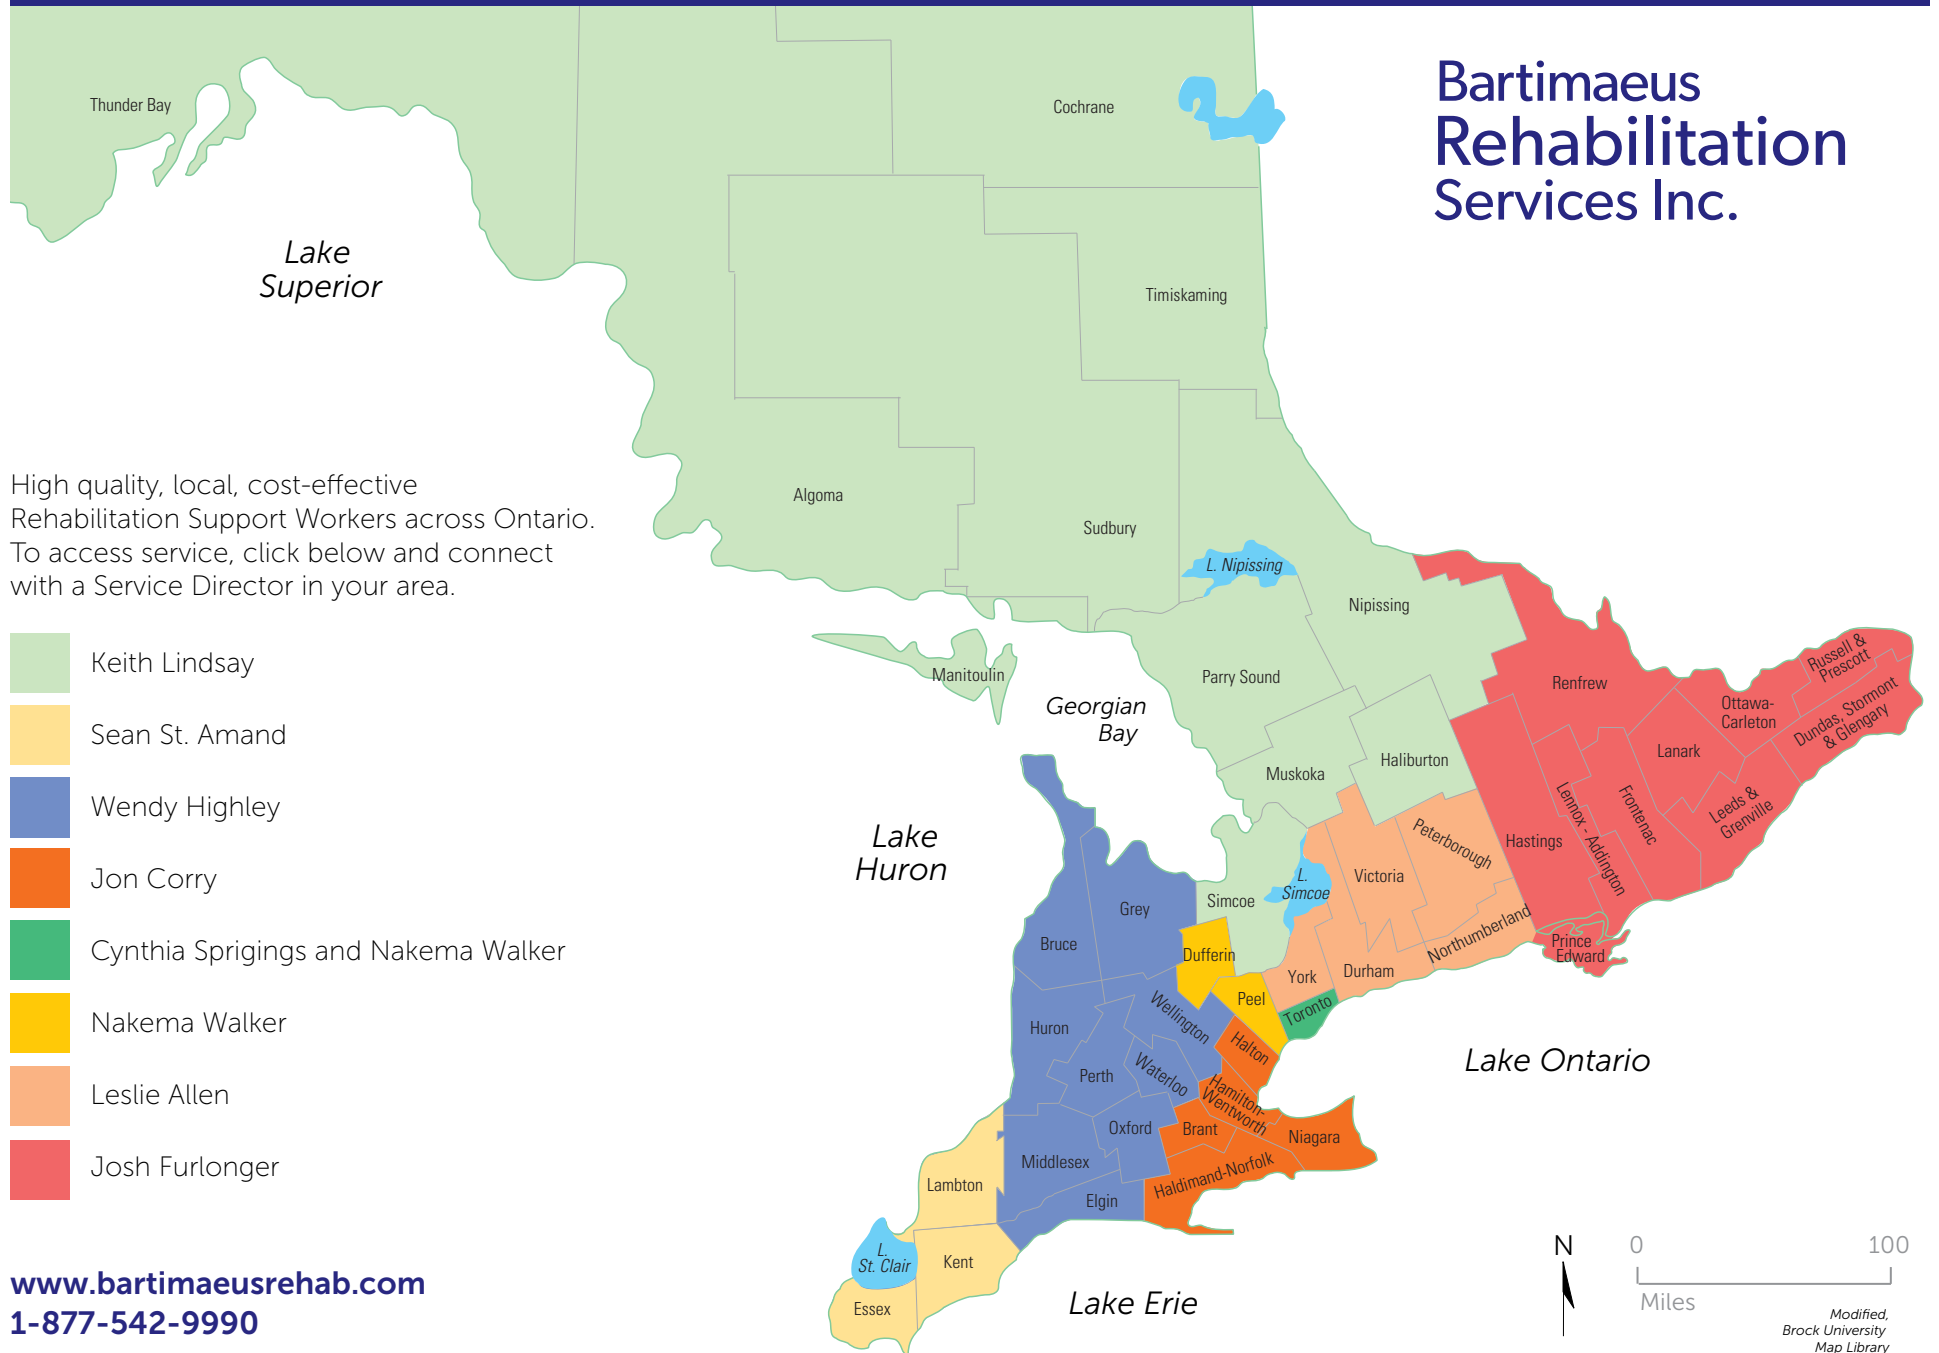 Bartimaeus
Rehabilitation
Services Inc.
Thunder Bay
Cochrane
Lake
Superior
Timiskaming
High quality, local, cost-effective
Rehabilitation Support Workers across Ontario.
To access service, click below and connect
with a Service Director in your area.
Algoma
Sudbury
L. Nipissing
Nipissing
Manitoulin
Parry Sound
Georgian
Bay
Muskoka
Haliburton
Renfrew
Russell &
Prescott
Ottawa-
Carleton
Dundas, Stormont
& Glengary
Lanark
Leeds &
Grenville
Frontenac
Lennox - Addington
Hastings
Prince
Edward
Keith Lindsay
Sean St. Amand
Wendy Highley
Jon Corry
Cynthia Sprigings and Nakema Walker
Nakema Walker
Leslie Allen
Josh Furlonger
Lake
Huron
Peterborough
Victoria
L.
Simcoe
Simcoe
Northumberland
Durham
York
Toronto
Grey
Bruce
Dufferin
Peel
Wellington
Huron
Halton
Perth
Waterloo
Hamilton-
Wentworth
Oxford
Brant
Niagara
Middlesex
Haldimand-Norfolk
Lambton
Elgin
L.
St. Clair
Kent
Essex
Lake Ontario
Lake Erie
www.bartimaeusrehab.com
1-877-542-9990
N
0 100
Miles
Modified,
Brock University
Map Library